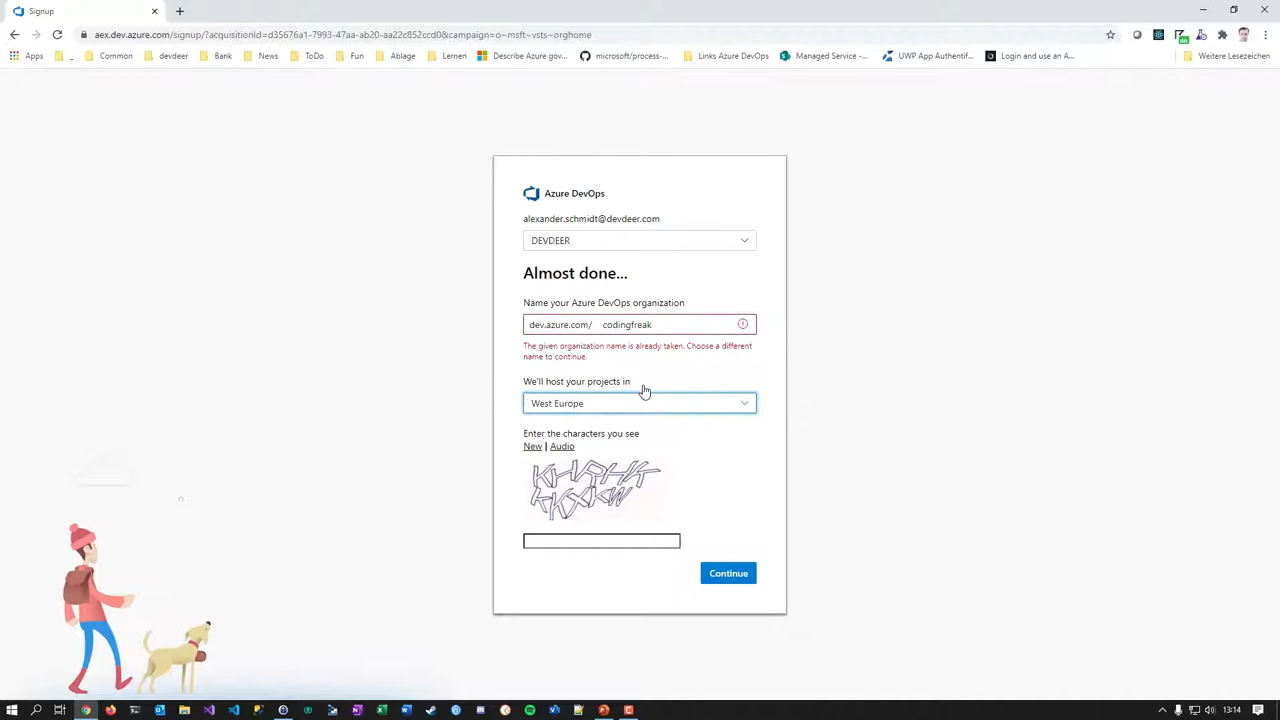 Signup
aex.dev.azure.com/signup/?acquisitionId=d35676a1-7993-47aa-ab20-aa22c852ccd0&campaign=o~msft~vsts~orghome
Apps _ Common devdeer Bank News ToDo Fun Ablage Lernen Describe Azure gov... microsoft/process-... Links Azure DevOps Managed Service -... UWP App Authentif... Login and use an A... Weitere Lesezeichen
Azure DevOps
alexander.schmidt@devdeer.com
DEVDEER
Almost done...
Name your Azure DevOps organization
dev.azure.com/ codingfreak
The given organization name is already taken. Choose a different
name to continue.
We'll host your projects in
West Europe
Enter the characters you see
New | Audio
Continue
13:14